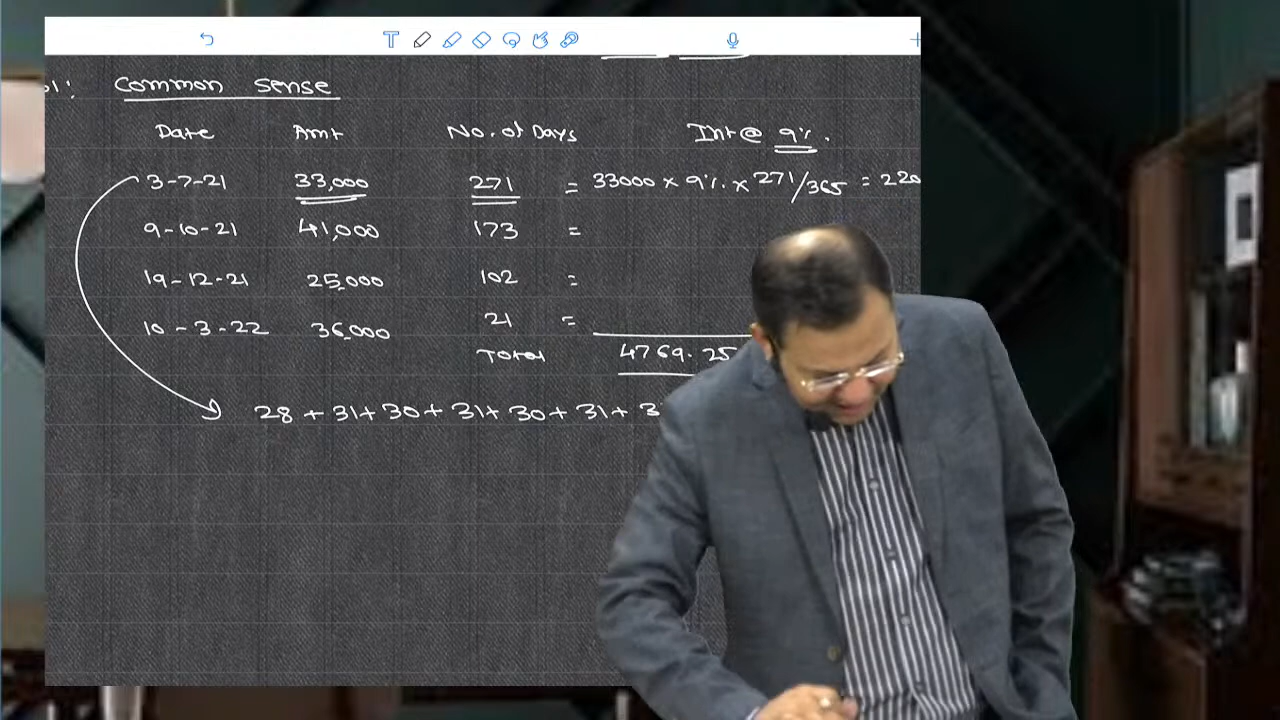 Common Sense
Date Amt No. of Days Int @ 9%.
3-7-21 33,000 271 = 33000 x 9%. x 271/365 = 220
9-10-21 41,000 173 =
19-12-21 25,000 102 =
10-3-22 36,000 21 =
Total 4769.25
28 + 31 + 30 + 31 + 30 + 31 + 3